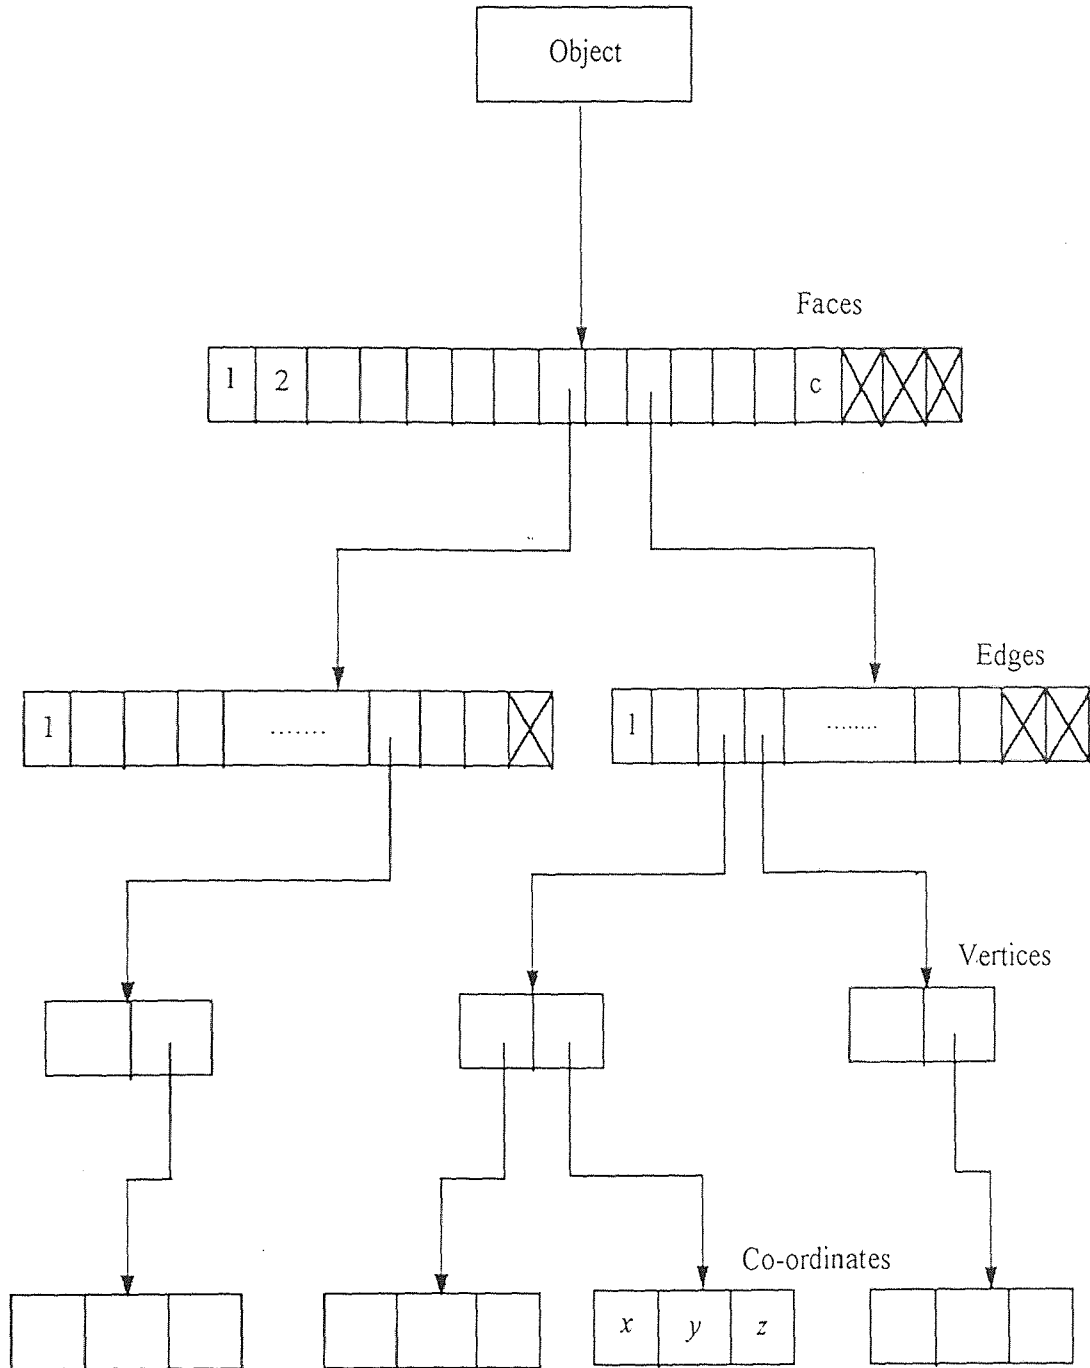 Object
Faces
1 2 c
Edges
1 .......
1 ........
Vertices
Co-ordinates
x y z